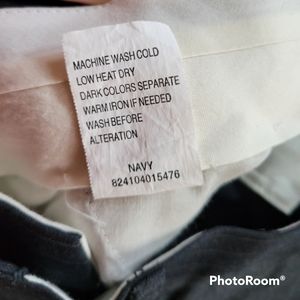 MACHINE WASH COLD
LOW HEAT DRY
DARK COLORS SEPARATE
WARM IRON IF NEEDED
WASH BEFORE
ALTERATION
NAVY
824104015476
PhotoRoom®